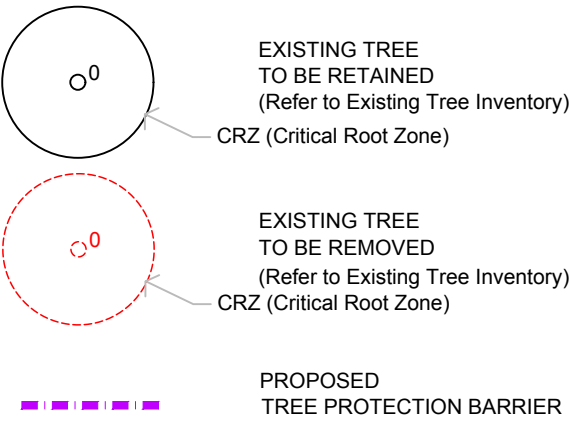 0
EXISTING TREE
TO BE RETAINED
(Refer to Existing Tree Inventory)
CRZ (Critical Root Zone)
0
EXISTING TREE
TO BE REMOVED
(Refer to Existing Tree Inventory)
CRZ (Critical Root Zone)
PROPOSED
TREE PROTECTION BARRIER